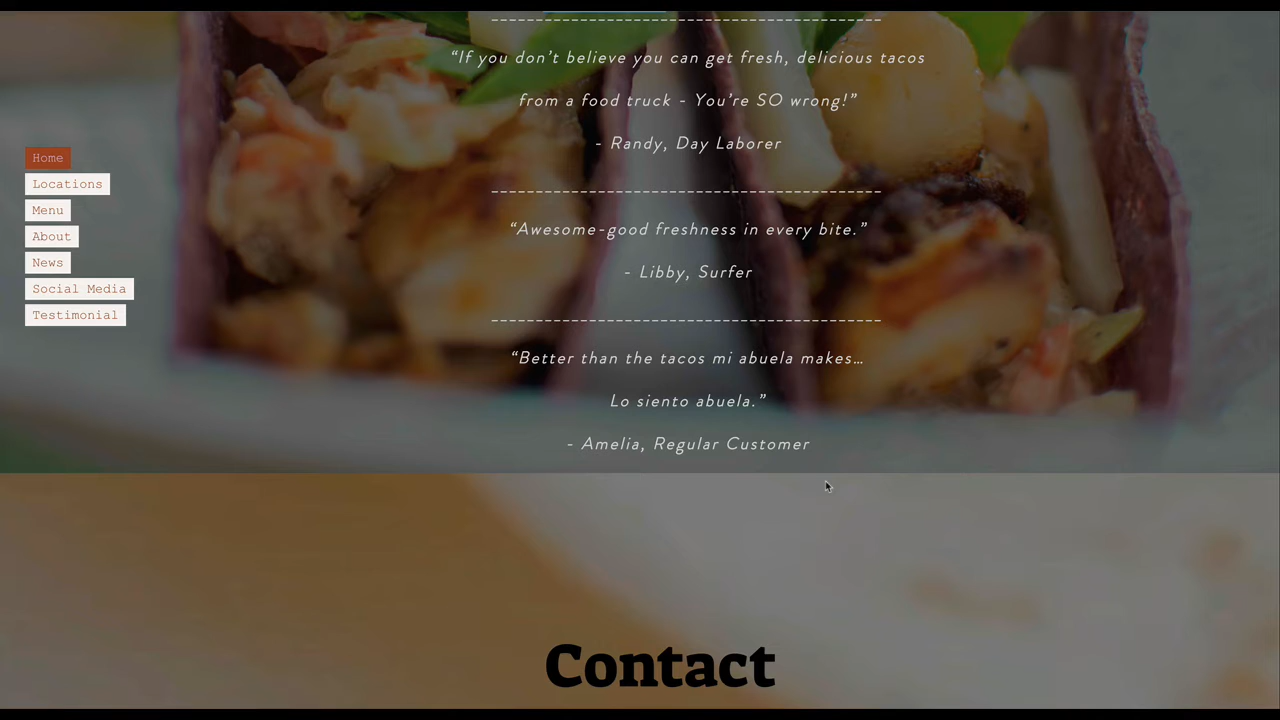 Home
Locations
Menu
About
News
Social Media
Testimonial
“If you don’t believe you can get fresh, delicious tacos
from a food truck - You’re SO wrong!”
- Randy, Day Laborer
“Awesome-good freshness in every bite.”
- Libby, Surfer
“Better than the tacos mi abuela makes…
Lo siento abuela.”
- Amelia, Regular Customer
Contact